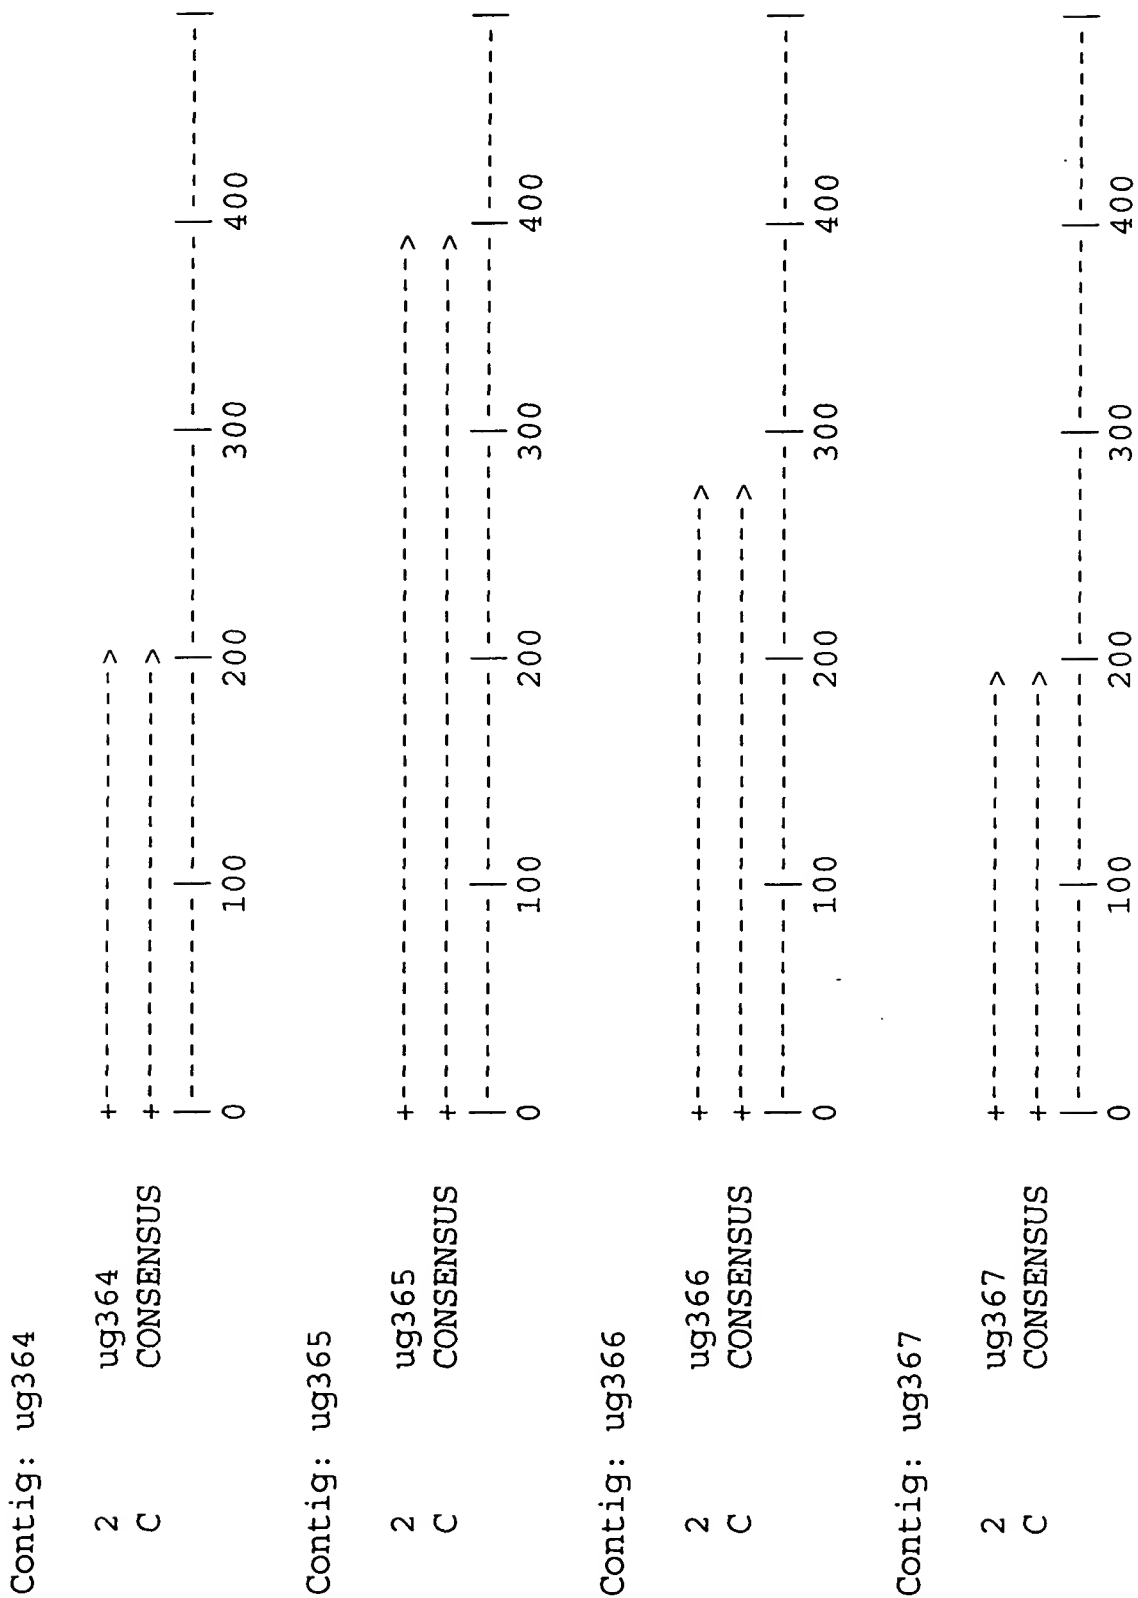 Contig: ug364
2 ug364 +-------------------->
C CONSENSUS +-------------------->
|---------|---------|---------|---------|---------|
0 100 200 300 400
Contig: ug365
2 ug365 +-------------------------------------->
C CONSENSUS +-------------------------------------->
|---------|---------|---------|---------|---------|
0 100 200 300 400
Contig: ug366
2 ug366 +--------------------------->
C CONSENSUS +--------------------------->
|---------|---------|---------|---------|---------|
0 100 200 300 400
Contig: ug367
2 ug367 +------------------->
C CONSENSUS +------------------->
|---------|---------|---------|---------|---------|
0 100 200 300 400